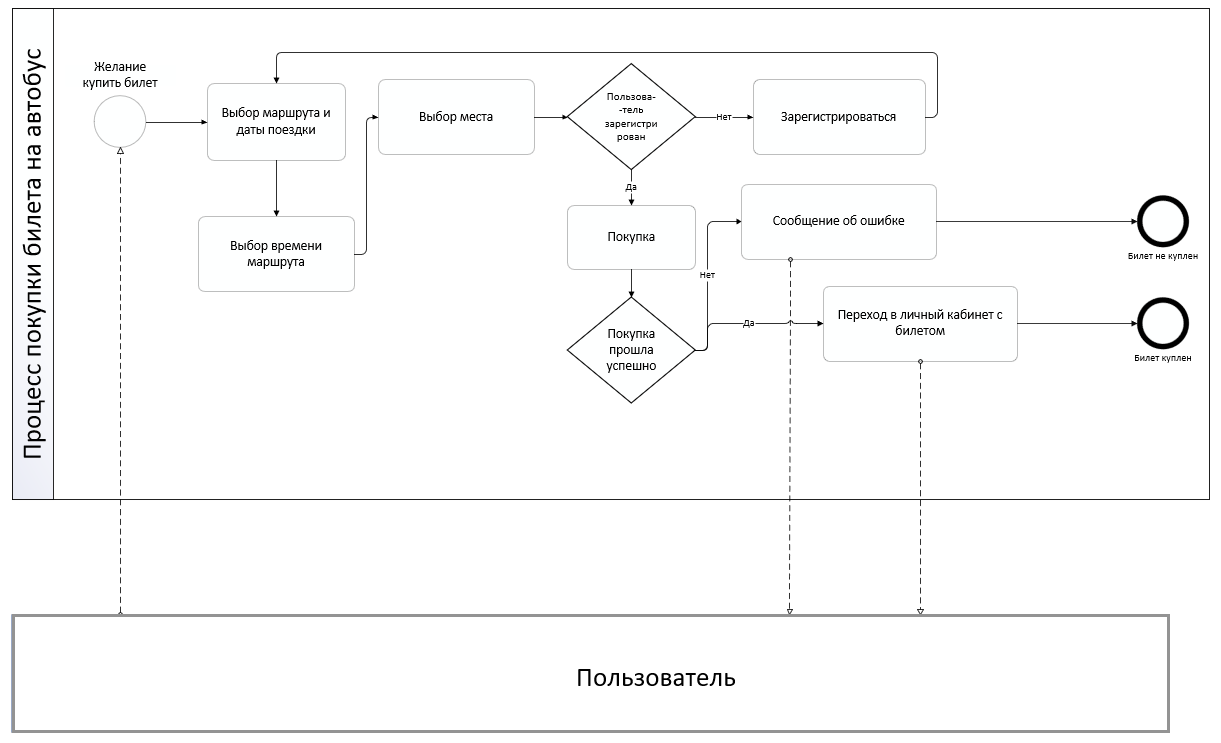 Процесс покупки билета на автобус
Желание
купить билет
Выбор маршрута и
даты поездки
Выбор времени
маршрута
Выбор места
Пользова-
-тель
зарегистри
рован
Нет
Зарегистрироваться
Да
Покупка
Покупка
прошла
успешно
Нет
Сообщение об ошибке
Билет не куплен
Да
Переход в личный кабинет с
билетом
Билет куплен
Пользователь